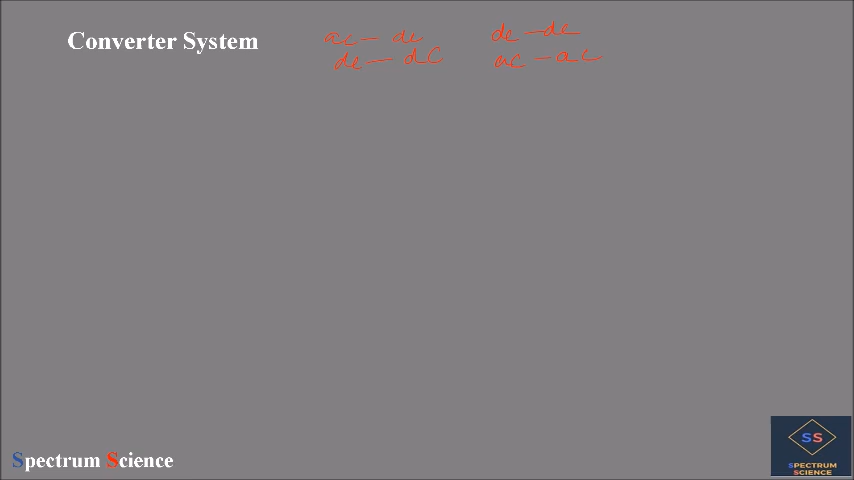 Converter System
ac - dc
dc - dc
dc - dC
ac - ac
Spectrum Science
SS
SPECTRUM
SCIENCE